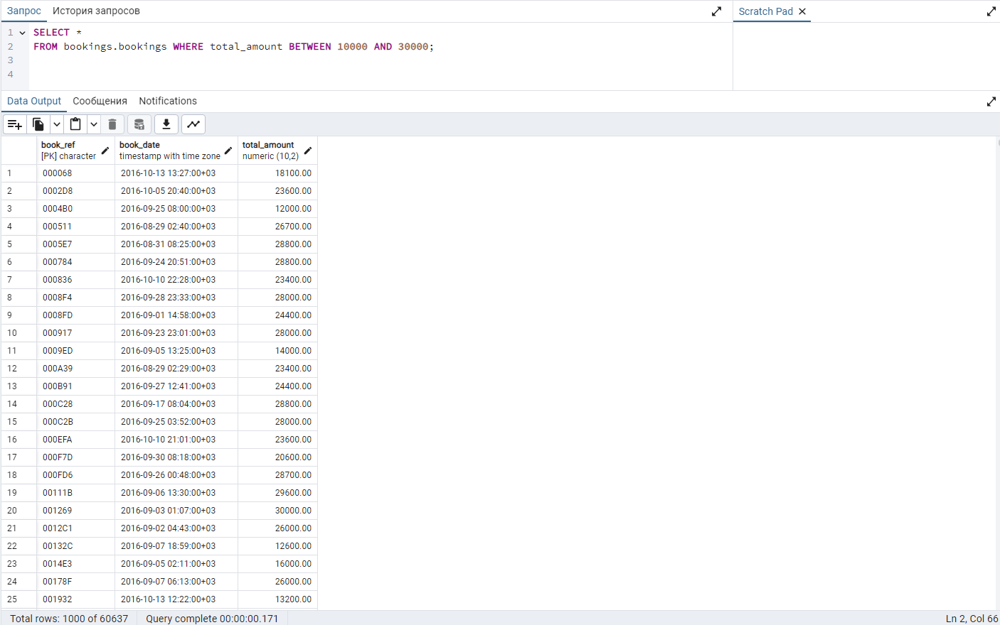 Запрос История запросов
Scratch Pad
1 SELECT *
2 FROM bookings.bookings WHERE total_amount BETWEEN 10000 AND 30000;
3
4
Data Output Сообщения Notifications
book_ref book_date total_amount
[PK] character timestamp with time zone numeric (10,2)
1 000068 2016-10-13 13:27:00+03 18100.00
2 0002D8 2016-10-05 20:40:00+03 23600.00
3 0004B0 2016-09-25 08:00:00+03 12000.00
4 000511 2016-08-29 02:40:00+03 26700.00
5 0005E7 2016-08-31 08:25:00+03 28800.00
6 000784 2016-09-24 20:51:00+03 28800.00
7 000836 2016-10-10 22:28:00+03 23400.00
8 0008F4 2016-09-28 23:33:00+03 28000.00
9 0008FD 2016-09-01 14:58:00+03 24400.00
10 000917 2016-09-23 23:01:00+03 28000.00
11 0009ED 2016-09-05 13:25:00+03 14000.00
12 000A39 2016-08-29 02:29:00+03 23400.00
13 000B91 2016-09-27 12:41:00+03 24400.00
14 000C28 2016-09-17 08:04:00+03 28800.00
15 000C2B 2016-09-25 03:52:00+03 28000.00
16 000EFA 2016-10-10 21:01:00+03 23600.00
17 000F7D 2016-09-30 08:18:00+03 20600.00
18 000FD6 2016-09-26 00:48:00+03 28700.00
19 00111B 2016-09-06 13:30:00+03 29600.00
20 001269 2016-09-03 01:07:00+03 30000.00
21 0012C1 2016-09-02 04:43:00+03 26000.00
22 00132C 2016-09-07 18:59:00+03 12600.00
23 0014E3 2016-09-05 02:11:00+03 16000.00
24 00178F 2016-09-07 06:13:00+03 26000.00
25 001932 2016-10-13 12:22:00+03 13200.00
Total rows: 1000 of 60637 Query complete 00:00:00.171 Ln 2, Col 66